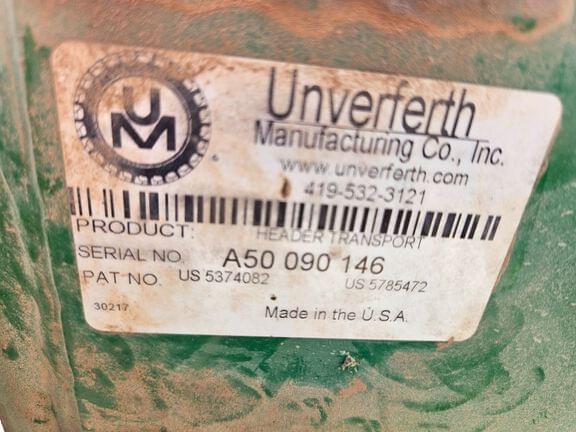 UM
Unverferth
Manufacturing Co., Inc.
www.unverferth.com
419-532-3121
PRODUCT: HEADER TRANSPORT
SERIAL NO. A50 090 146
PAT NO. US 5374082 US 5785472
30217 Made in the U.S.A.